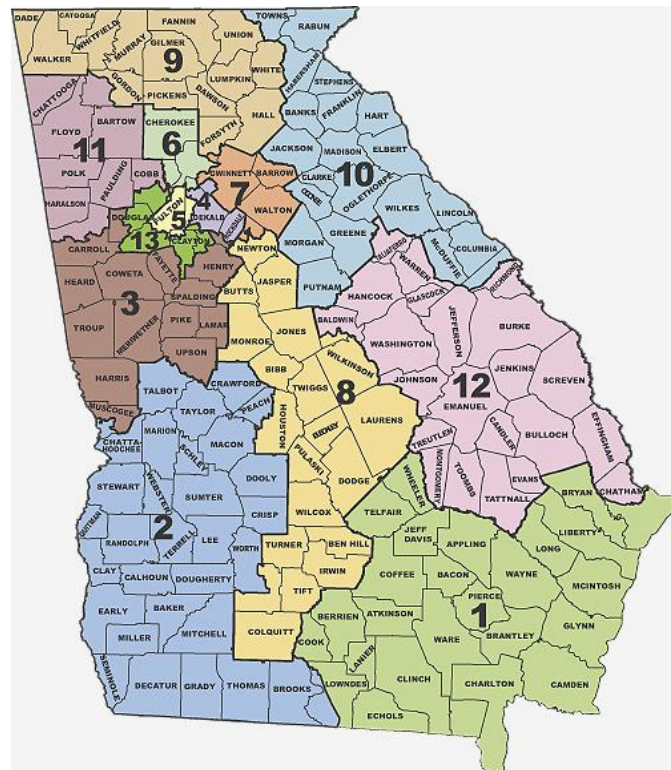 DADE
CATOOSA
WHITFIELD
MURRAY
FANNIN
GILMER
UNION
TOWNS
RABUN
WALKER
9
LUMPKIN
WHITE
HABERSHAM
STEPHENS
CHATTOOGA
GORDON
PICKENS
DAWSON
HALL
BANKS
FRANKLIN
HART
FLOYD
BARTOW
CHEROKEE
FORSYTH
JACKSON
MADISON
ELBERT
11
6
POLK
PAULDING
COBB
GWINNETT
BARROW
CLARKE
10
OGLETHORPE
HARALSON
DOUGLAS
FULTON
5
4
DEKALB
7
WALTON
WILKES
LINCOLN
13
CLAYTON
ROCKDALE
NEWTON
MORGAN
GREENE
McDUFFIE
COLUMBIA
CARROLL
FAYETTE
HENRY
TALIAFERRO
WARREN
RICHMOND
HEARD
COWETA
SPALDING
BUTTS
JASPER
PUTNAM
HANCOCK
GLASCOCK
3
TROUP
MERIWETHER
PIKE
LAMAR
MONROE
JONES
BALDWIN
WASHINGTON
JEFFERSON
BURKE
UPSON
BIBB
WILKINSON
HARRIS
TALBOT
CRAWFORD
TWIGGS
8
JOHNSON
12
JENKINS
SCREVEN
MUSCOGEE
TAYLOR
PEACH
HOUSTON
LAURENS
EMANUEL
CHATTA-
HOOCHEE
MARION
SCHLEY
MACON
BLECKLEY
TREUTLEN
CANDLER
BULLOCH
EFFINGHAM
STEWART
WEBSTER
SUMTER
DOOLY
PULASKI
DODGE
WHEELER
MONTGOMERY
TOOMBS
EVANS
TATTNALL
BRYAN
CHATHAM
QUITMAN
RANDOLPH
2
TERRELL
LEE
CRISP
WILCOX
TELFAIR
JEFF
DAVIS
APPLING
LONG
LIBERTY
CLAY
CALHOUN
DOUGHERTY
WORTH
TURNER
BEN HILL
IRWIN
COFFEE
BACON
WAYNE
MCINTOSH
EARLY
BAKER
TIFT
PIERCE
1
MILLER
MITCHELL
COLQUITT
BERRIEN
ATKINSON
COOK
WARE
BRANTLEY
GLYNN
SEMINOLE
DECATUR
GRADY
THOMAS
BROOKS
LANIER
LOWNDES
CLINCH
CHARLTON
CAMDEN
ECHOLS